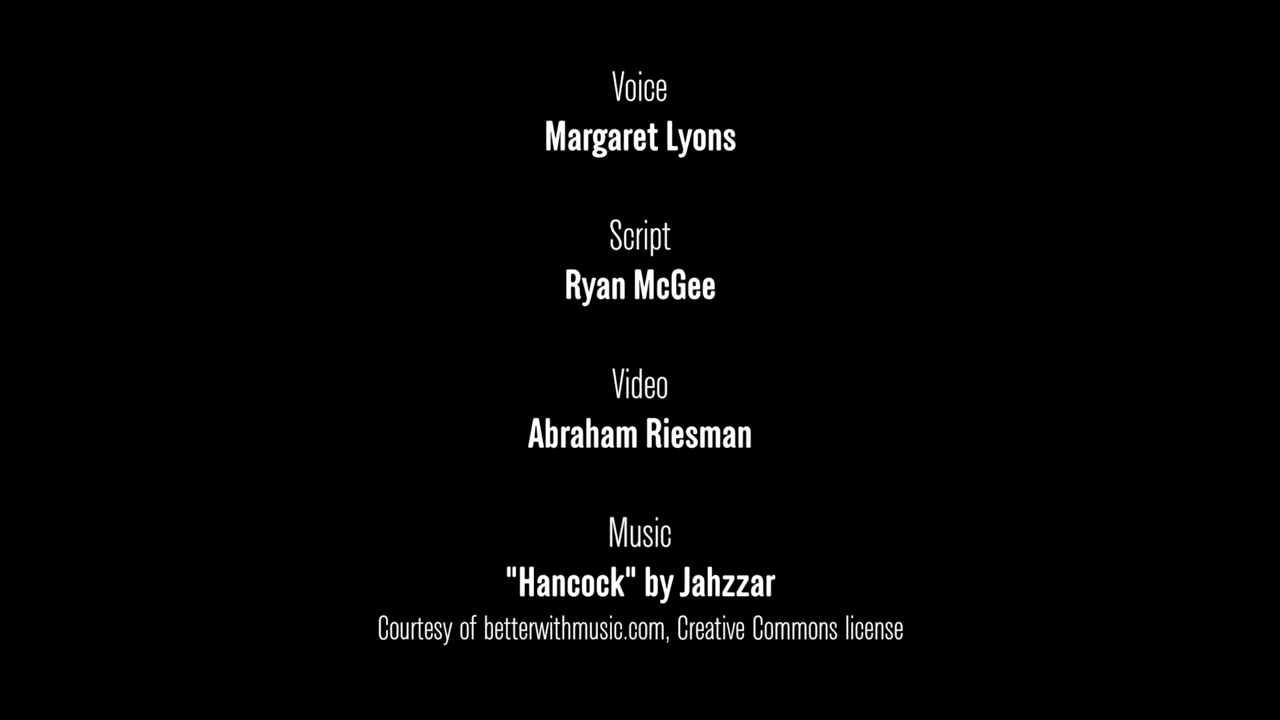 Voice
Margaret Lyons
Script
Ryan McGee
Video
Abraham Riesman
Music
"Hancock" by Jahzzar
Courtesy of betterwithmusic.com, Creative Commons license